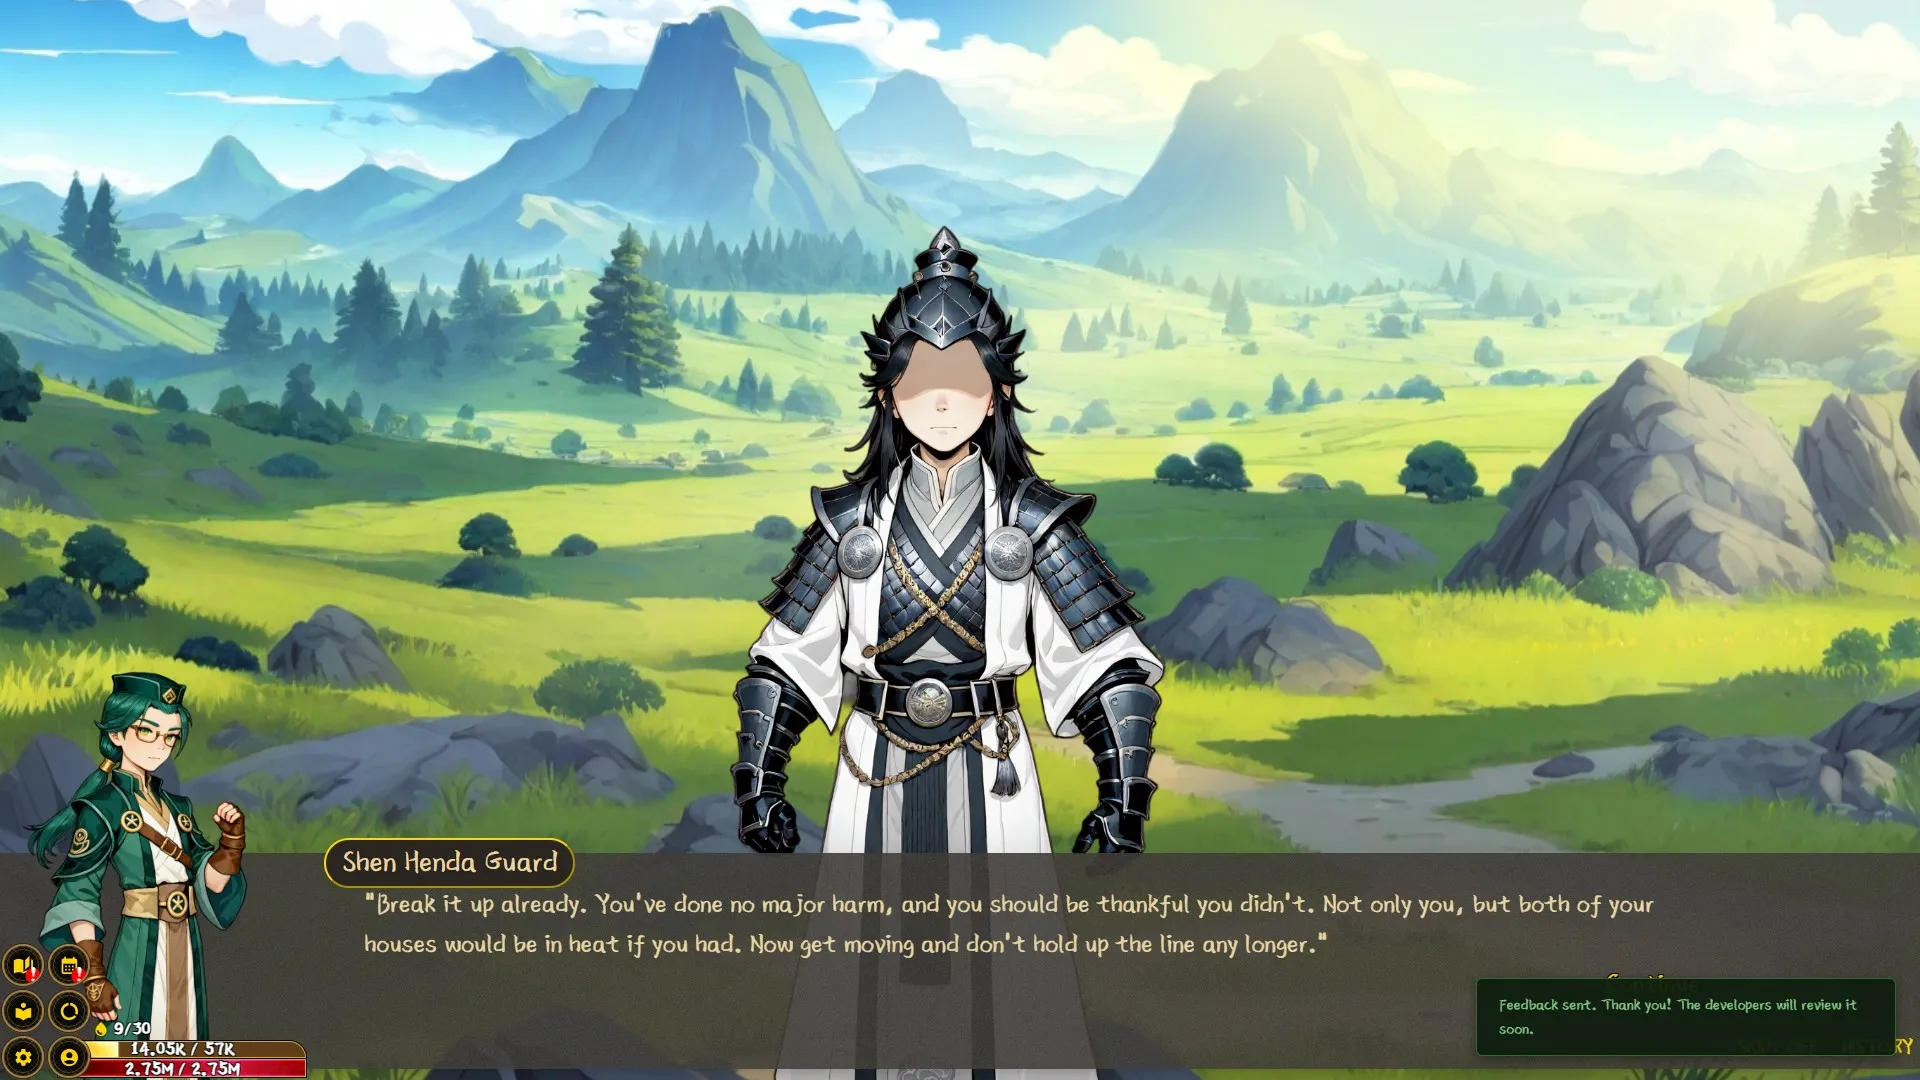 Shen Henda Guard
"Break it up already. You've done no major harm, and you should be thankful you didn't. Not only you, but both of your
houses would be in heat if you had. Now get moving and don't hold up the line any longer."
Continue
Feedback sent. Thank you! The developers will review it
soon.
9/30
14.05K / 57K
2.75M / 2.75M